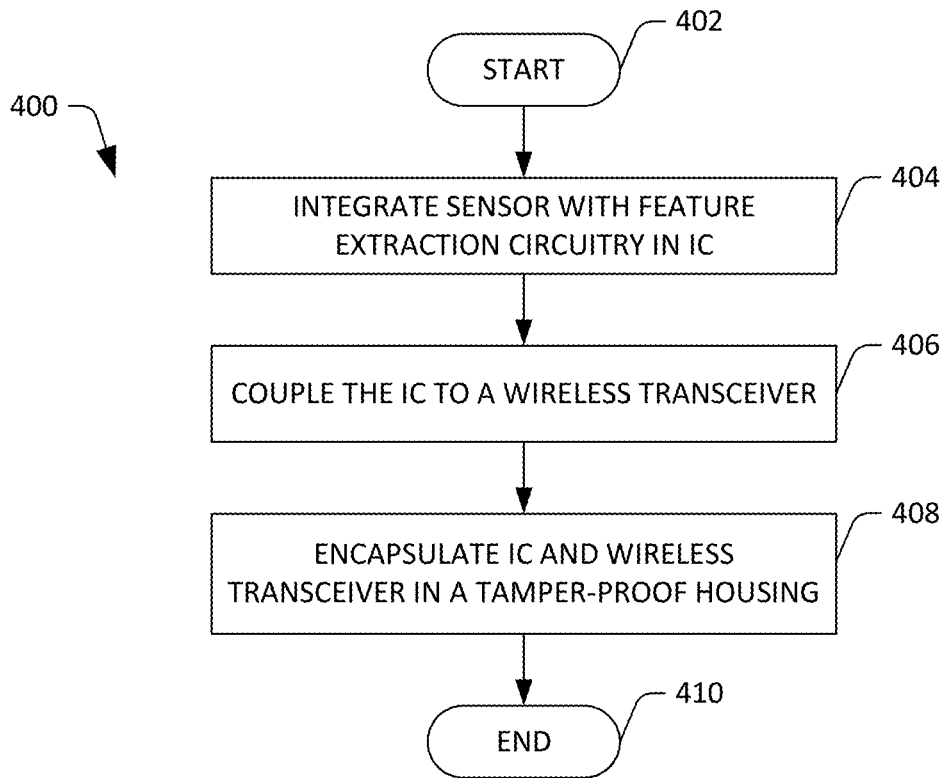 402
START
400
404
INTEGRATE SENSOR WITH FEATURE
EXTRACTION CIRCUITRY IN IC
406
COUPLE THE IC TO A WIRELESS TRANSCEIVER
408
ENCAPSULATE IC AND WIRELESS
TRANSCEIVER IN A TAMPER-PROOF HOUSING
410
END